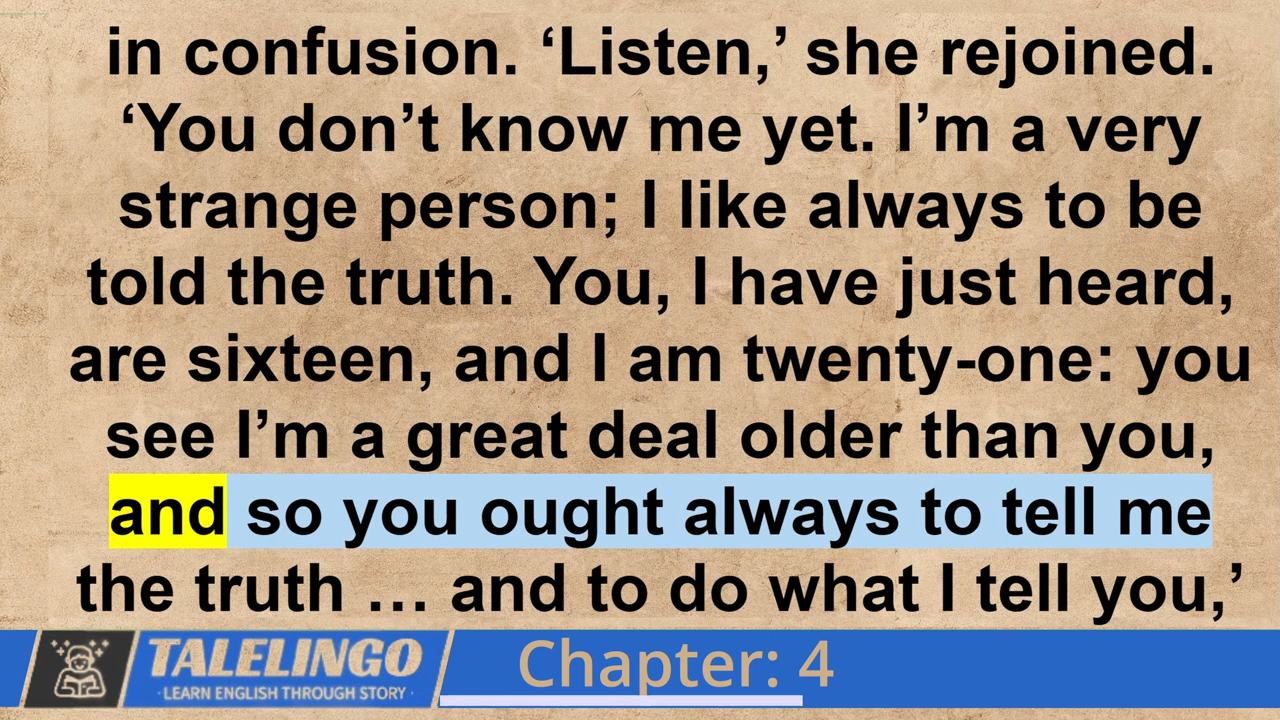 in confusion. ‘Listen,’ she rejoined.
‘You don’t know me yet. I’m a very
strange person; I like always to be
told the truth. You, I have just heard,
are sixteen, and I am twenty-one: you
see I’m a great deal older than you,
and so you ought always to tell me
the truth … and to do what I tell you,’
TALELINGO
·LEARN ENGLISH THROUGH STORY·
Chapter: 4